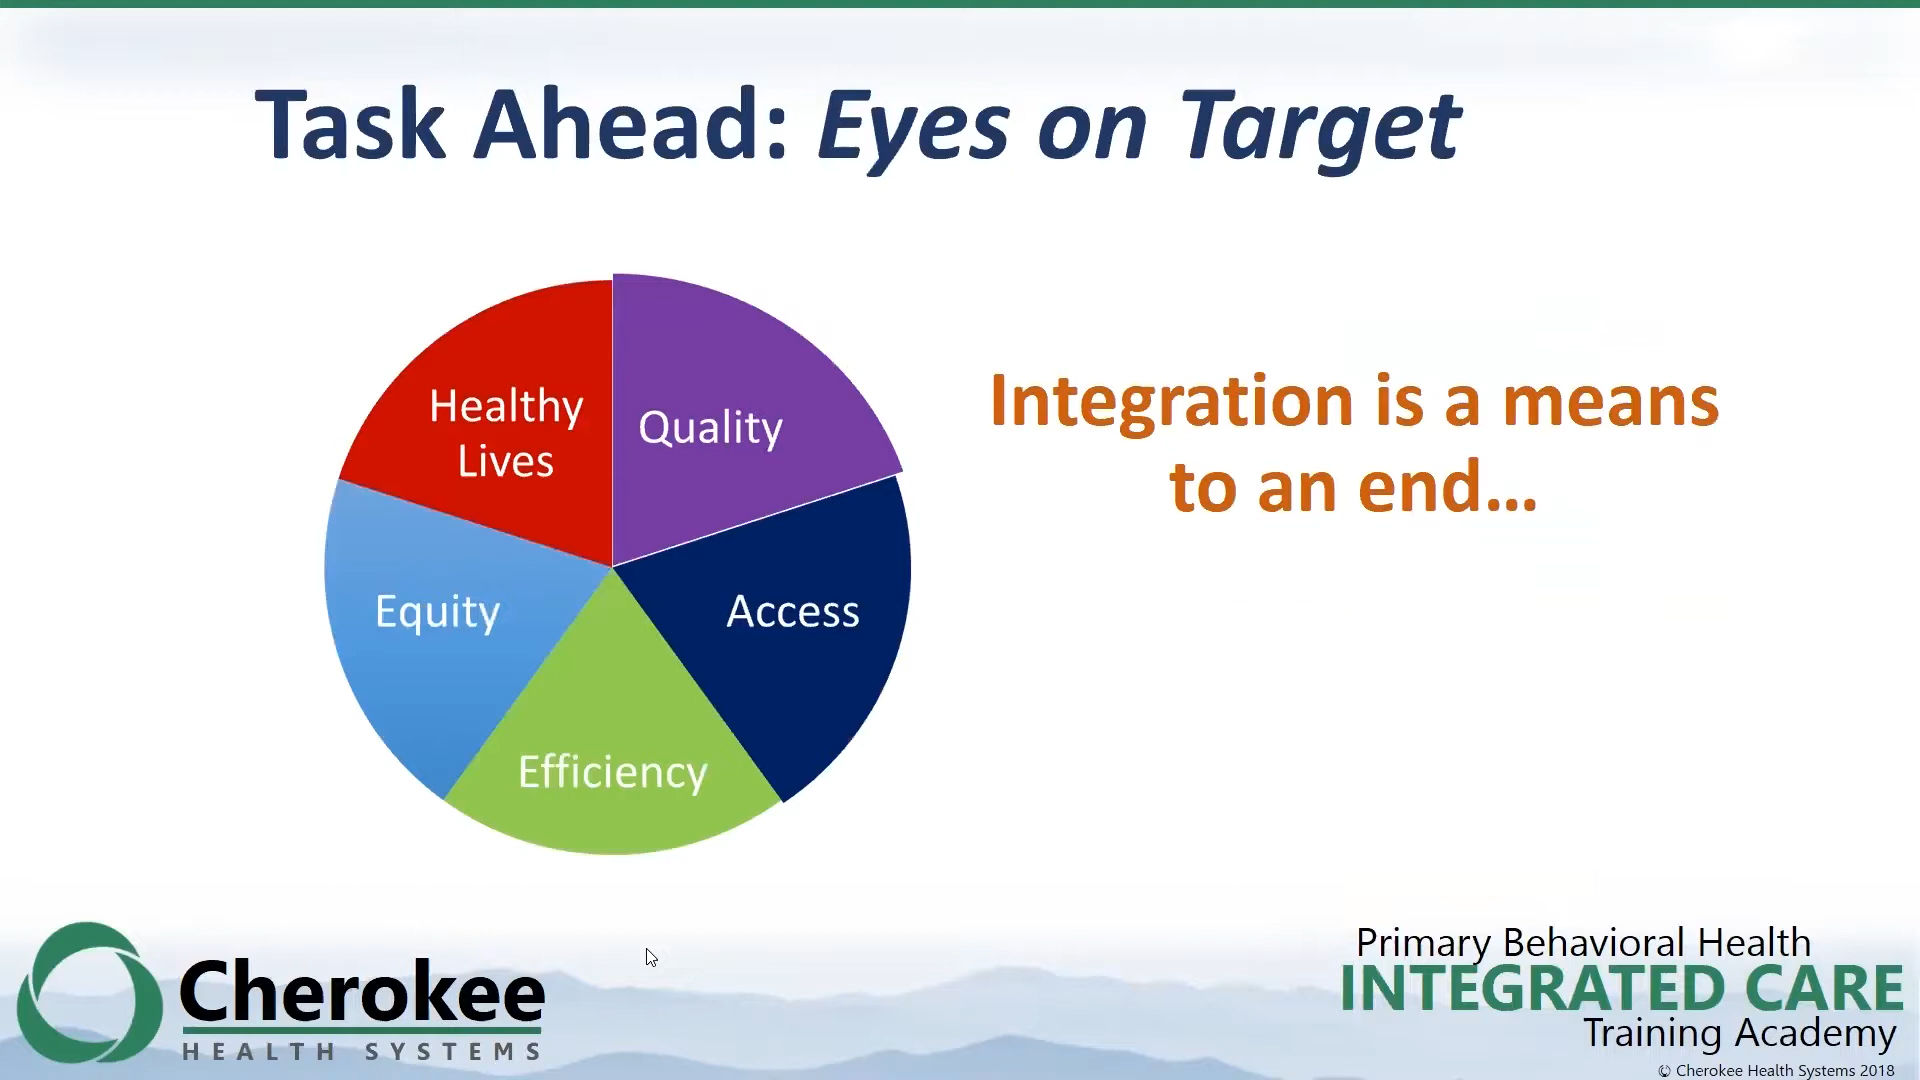 Task Ahead: Eyes on Target
Healthy
Lives
Quality
Equity
Access
Efficiency
Integration is a means
to an end...
Cherokee
HEALTH SYSTEMS
Primary Behavioral Health
INTEGRATED CARE
Training Academy
© Cherokee Health Systems 2018